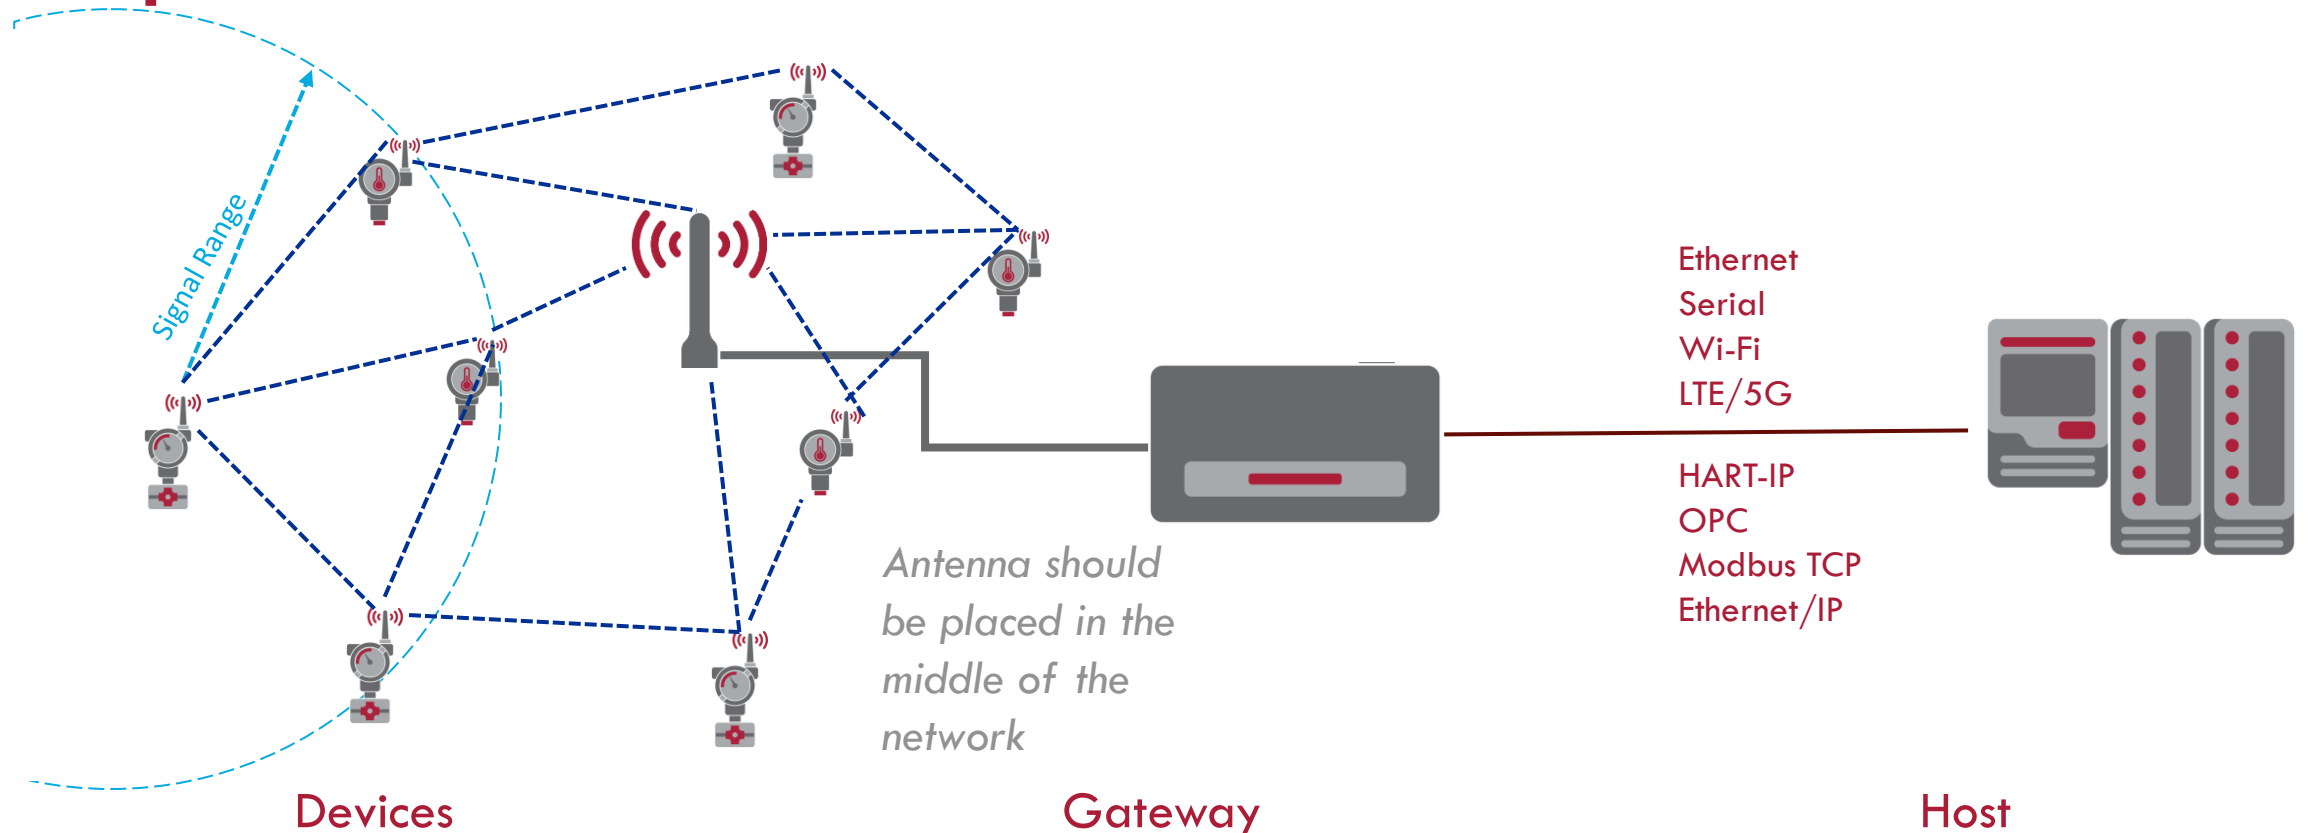 Signal Range
Ethernet
Serial
Wi-Fi
LTE/5G
HART-IP
OPC
Modbus TCP
Ethernet/IP
Antenna should
be placed in the
middle of the
network
Devices
Gateway
Host